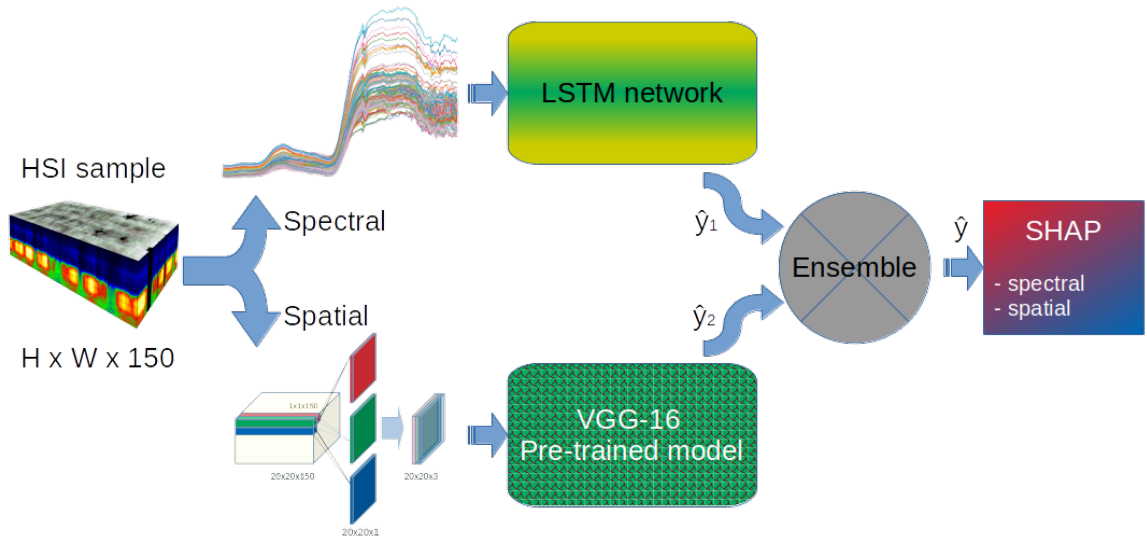 HSI sample
H x W x 150
Spectral
Spatial
1x1x150
20x20x150
20x20x1
20x20x3
LSTM network
VGG-16
Pre-trained model
ŷ1
ŷ2
Ensemble
ŷ
SHAP
- spectral
- spatial